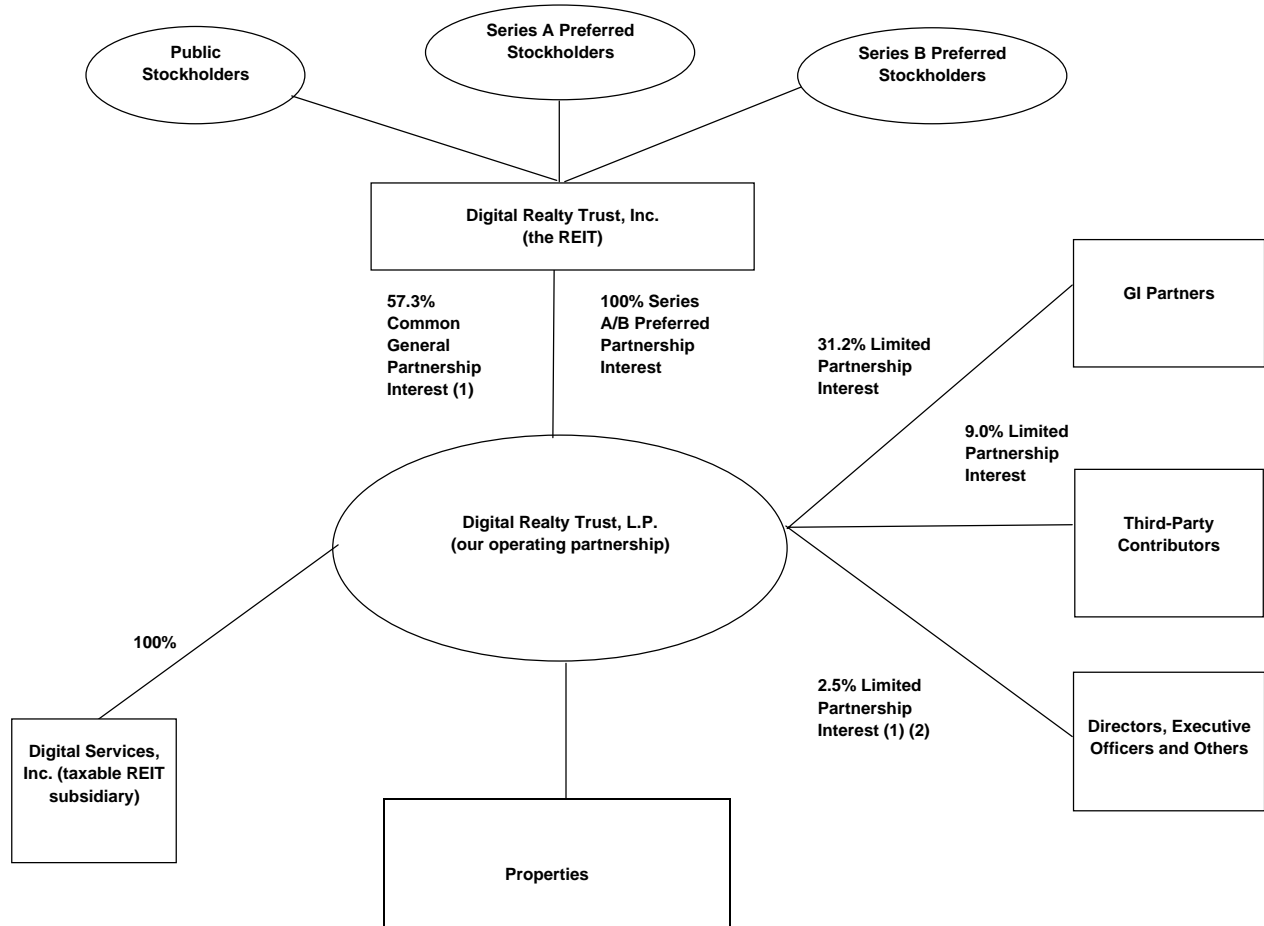 Public
Stockholders
Series A Preferred
Stockholders
Series B Preferred
Stockholders
Digital Realty Trust, Inc.
(the REIT)
57.3%
Common
General
Partnership
Interest (1)
100% Series
A/B Preferred
Partnership
Interest
GI Partners
31.2% Limited
Partnership
Interest
9.0% Limited
Partnership
Interest
Digital Realty Trust, L.P.
(our operating partnership)
Third-Party
Contributors
100%
2.5% Limited
Partnership
Interest (1) (2)
Directors, Executive
Officers and Others
Digital Services,
Inc. (taxable REIT
subsidiary)
Properties